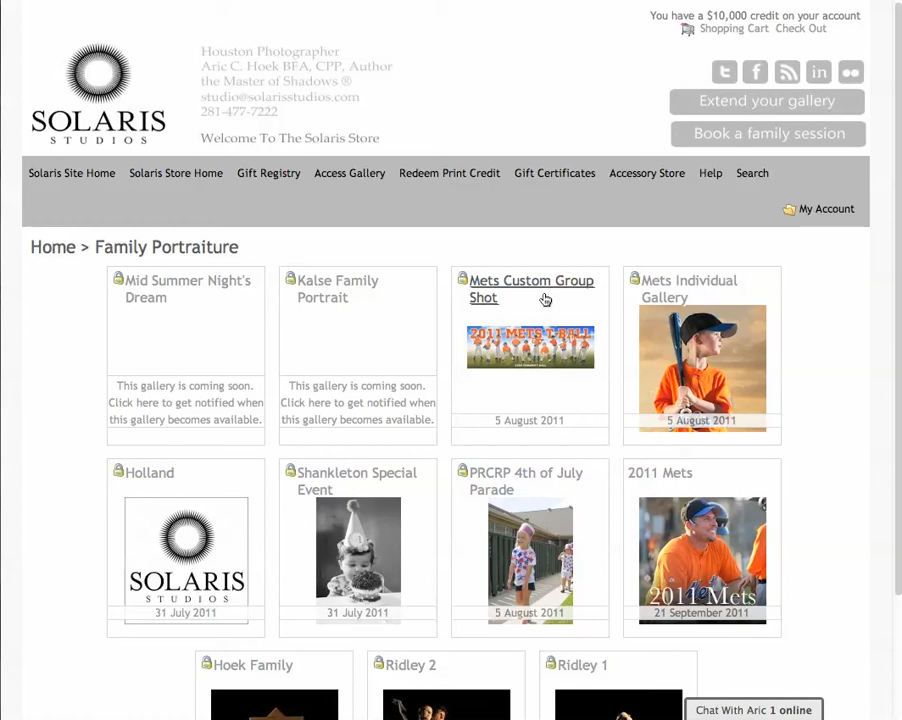 You have a $10,000 credit on your account
Shopping Cart Check Out
Houston Photographer
Aric C. Hoek BFA, CPP, Author
the Master of Shadows ®
studio@solarisstudios.com
281-477-7222
Welcome To The Solaris Store
SOLARIS
STUDIOS
Extend your gallery
Book a family session
Solaris Site Home Solaris Store Home Gift Registry Access Gallery Redeem Print Credit Gift Certificates Accessory Store Help Search
My Account
Home > Family Portraiture
Mid Summer Night's
Dream
This gallery is coming soon.
Click here to get notified when
this gallery becomes available.
Kalse Family
Portrait
This gallery is coming soon.
Click here to get notified when
this gallery becomes available.
Mets Custom Group
Shot
2011 METS T-BALL
5 August 2011
Mets Individual
Gallery
5 August 2011
Holland
SOLARIS
STUDIOS
31 July 2011
Shankleton Special
Event
31 July 2011
PRCRP 4th of July
Parade
5 August 2011
2011 Mets
2011 Mets
21 September 2011
Hoek Family
Ridley 2
Ridley 1
Chat With Aric 1 online